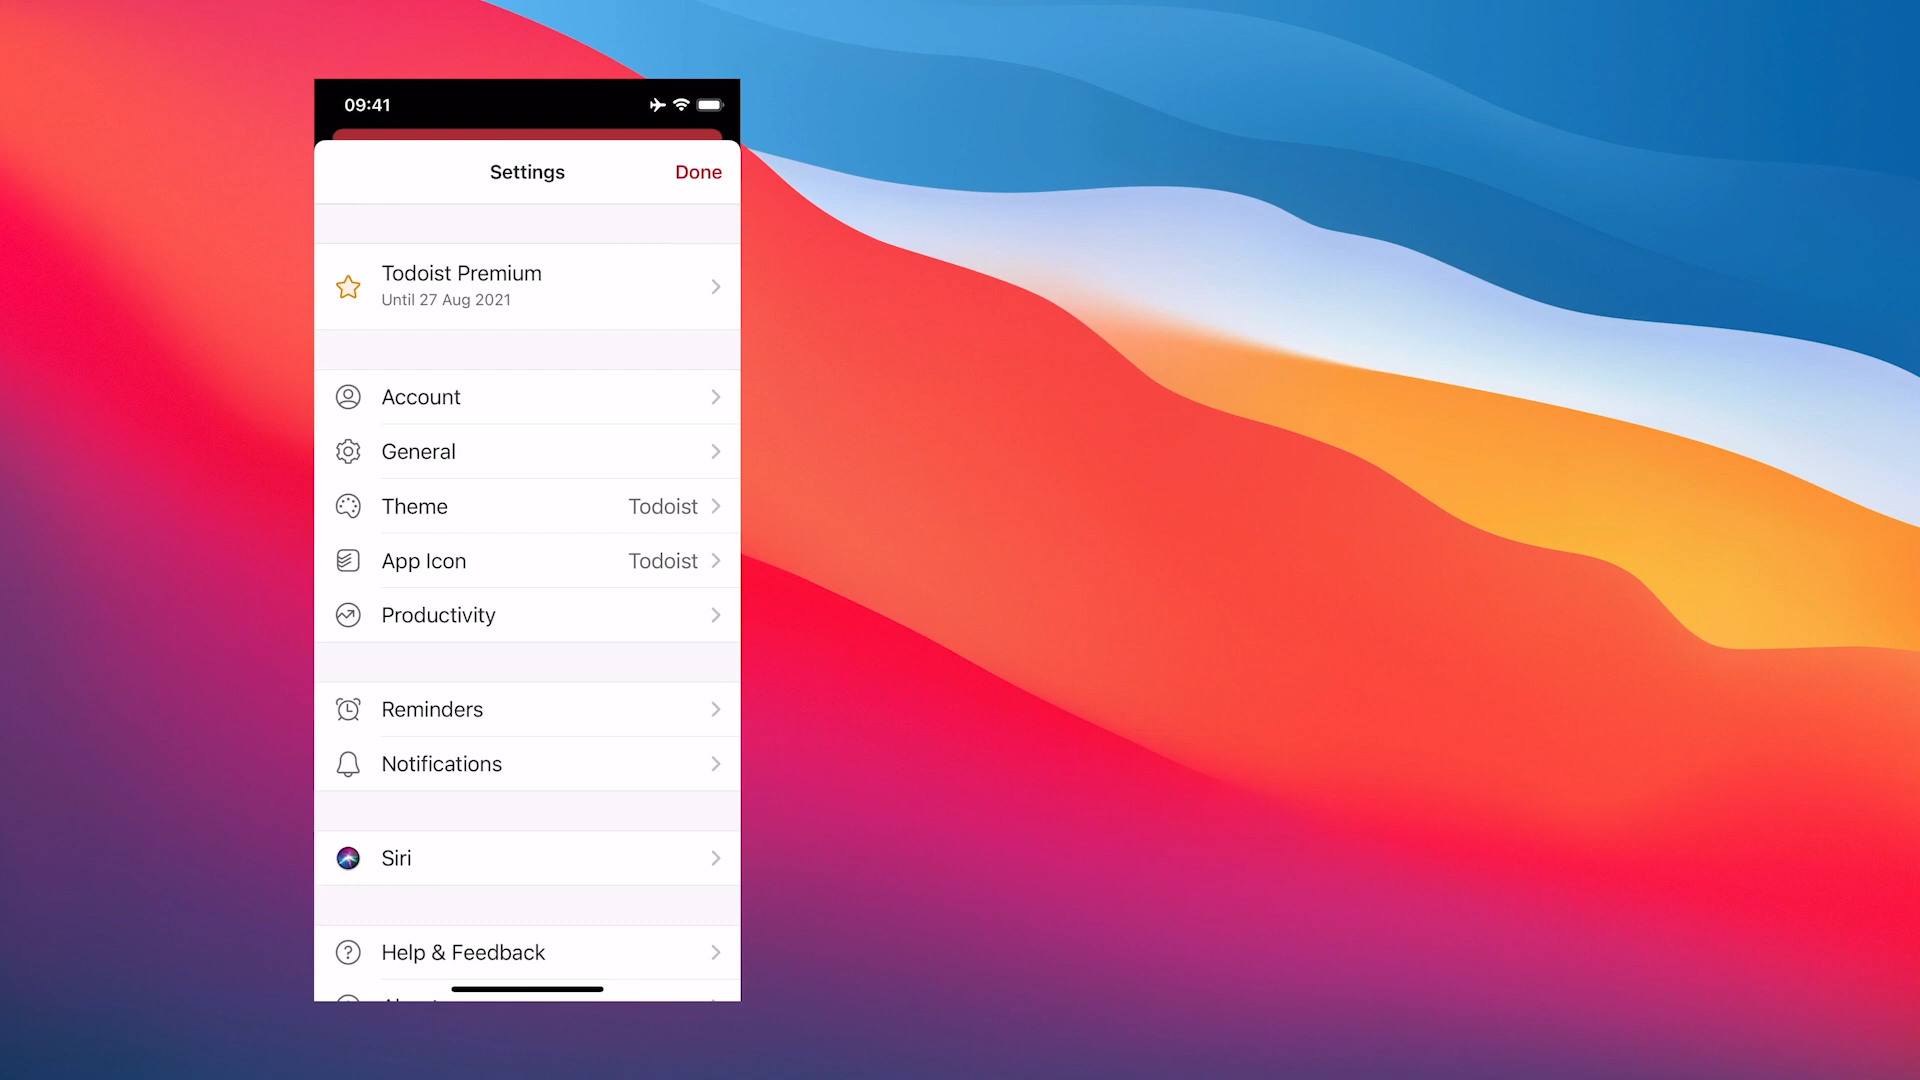 09:41
Settings
Done
Todoist Premium
Until 27 Aug 2021
Account
General
Theme Todoist
App Icon Todoist
Productivity
Reminders
Notifications
Siri
Help & Feedback